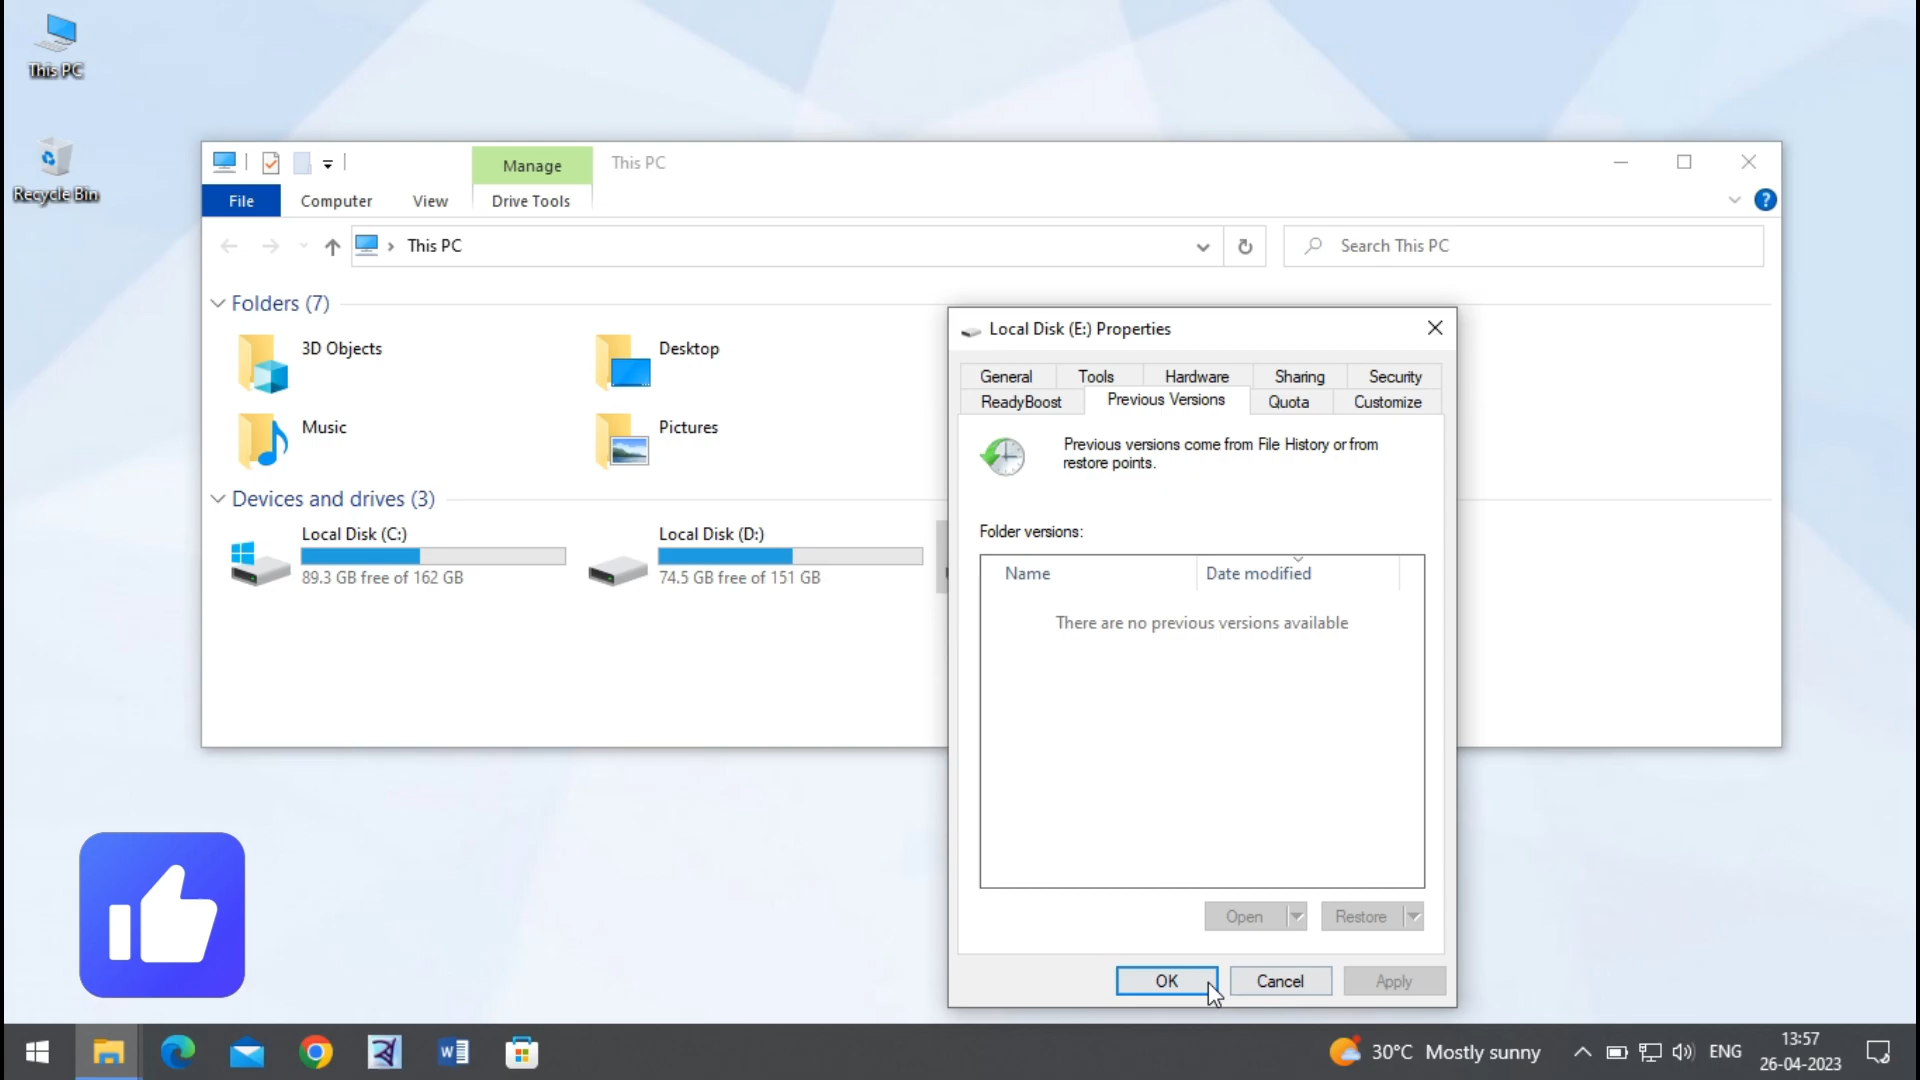 This PC
Recycle Bin
Manage
This PC
File
Computer
View
Drive Tools
?
This PC
Search This PC
Folders (7)
3D Objects
Desktop
Music
Pictures
Devices and drives (3)
Local Disk (C:)
89.3 GB free of 162 GB
Local Disk (D:)
74.5 GB free of 151 GB
Local Disk (E:) Properties
General
Tools
Hardware
Sharing
Security
ReadyBoost
Previous Versions
Quota
Customize
Previous versions come from File History or from
restore points.
Folder versions:
Name
Date modified
There are no previous versions available
Open
Restore
OK
Cancel
Apply
W
30°C Mostly sunny
ENG
13:57
26-04-2023